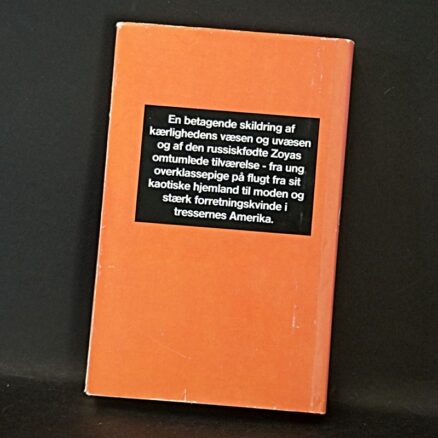 En betagende skildring af
kærlighedens væsen og uvæsen
og af den russiskfødte Zoyas
omtumlede tilværelse - fra ung
overklassepige på flugt fra sit
kaotiske hjemland til moden og
stærk forretningskvinde i
tressernes Amerika.